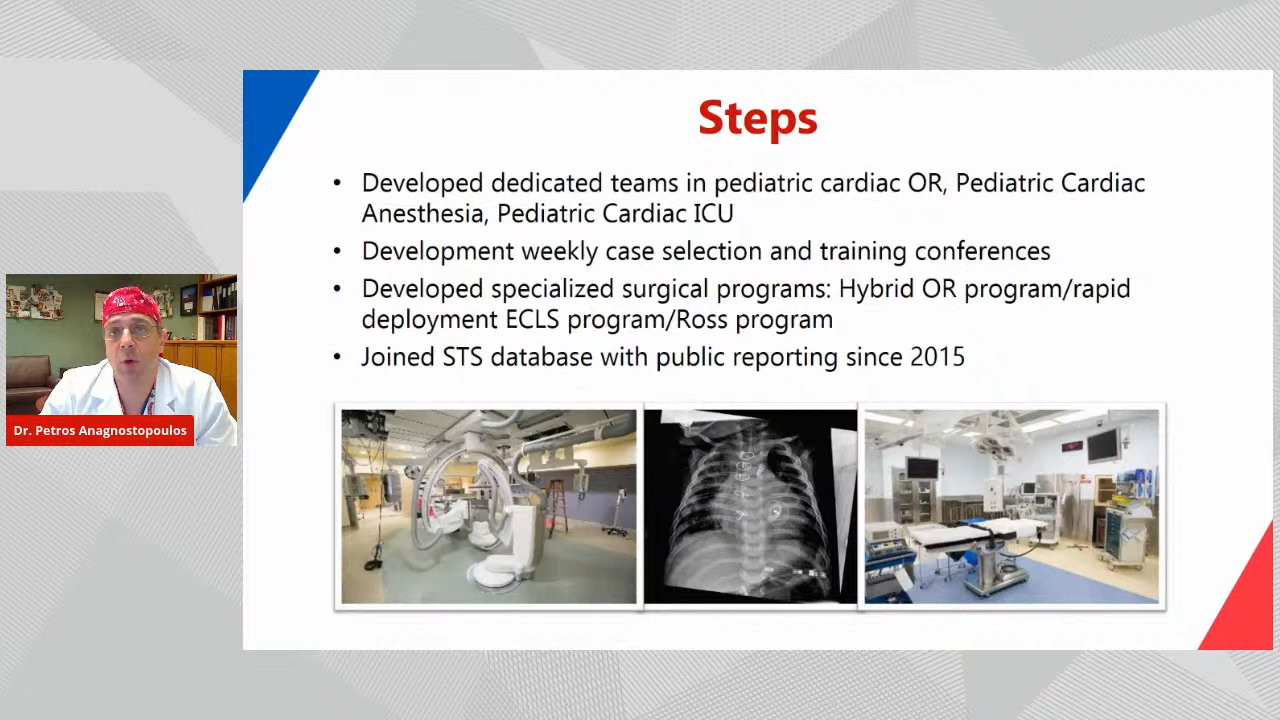 Steps
• Developed dedicated teams in pediatric cardiac OR, Pediatric Cardiac
Anesthesia, Pediatric Cardiac ICU
• Development weekly case selection and training conferences
• Developed specialized surgical programs: Hybrid OR program/rapid
deployment ECLS program/Ross program
• Joined STS database with public reporting since 2015
Dr. Petros Anagnostopoulos